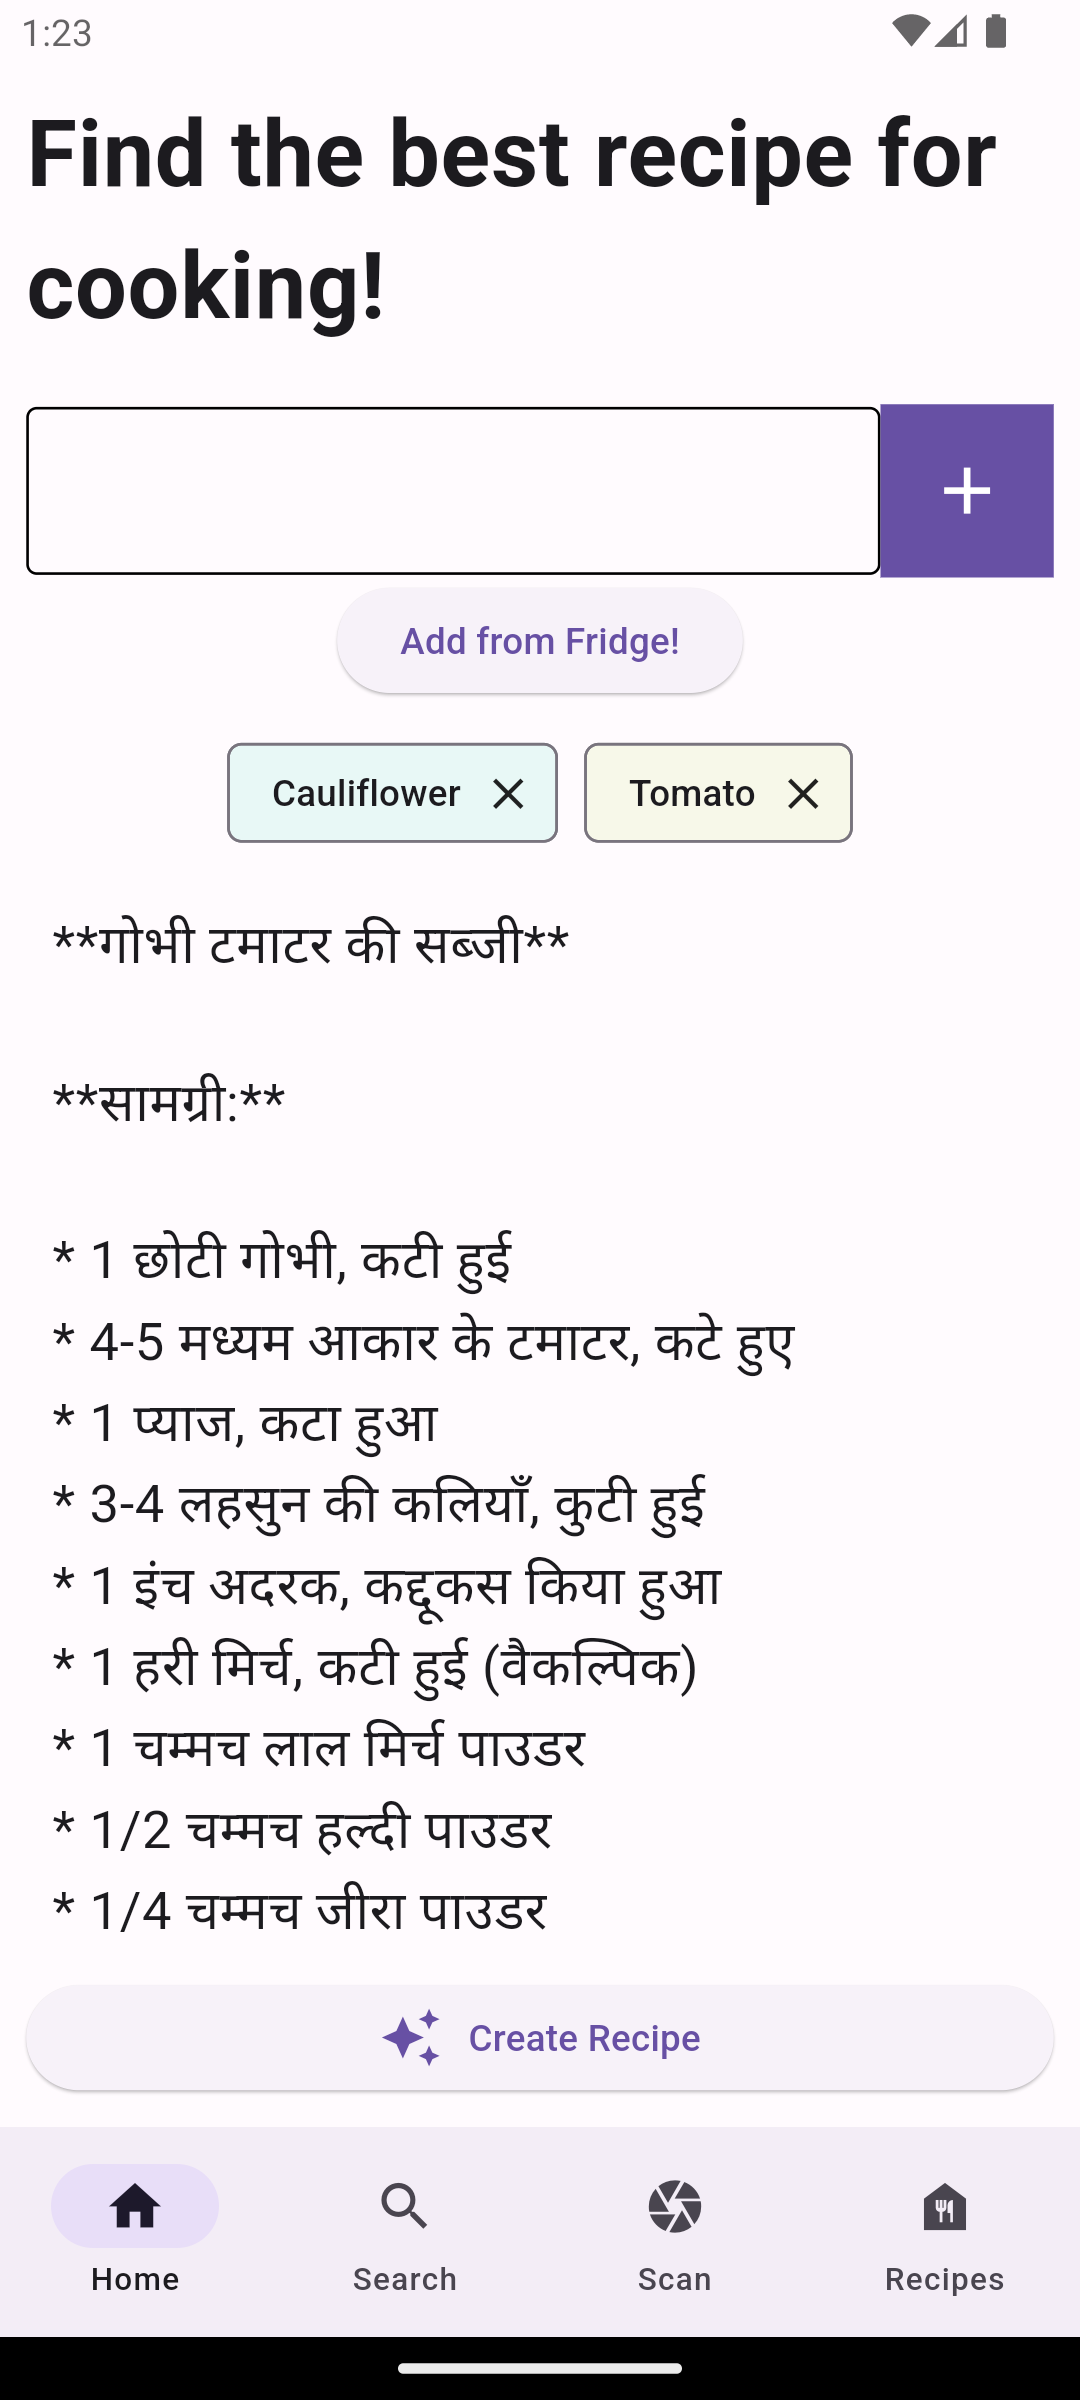 1:23
Find the best recipe for
cooking!
Add from Fridge!
Cauliflower
Tomato
**गोभी टमाटर की सब्जी**
**सामग्री:**
* 1 छोटी गोभी, कटी हुई
* 4-5 मध्यम आकार के टमाटर, कटे हुए
* 1 प्याज, कटा हुआ
* 3-4 लहसुन की कलियाँ, कुटी हुई
* 1 इंच अदरक, कद्दूकस किया हुआ
* 1 हरी मिर्च, कटी हुई (वैकल्पिक)
* 1 चम्मच लाल मिर्च पाउडर
* 1/2 चम्मच हल्दी पाउडर
* 1/4 चम्मच जीरा पाउडर
Create Recipe
Home Search Scan Recipes